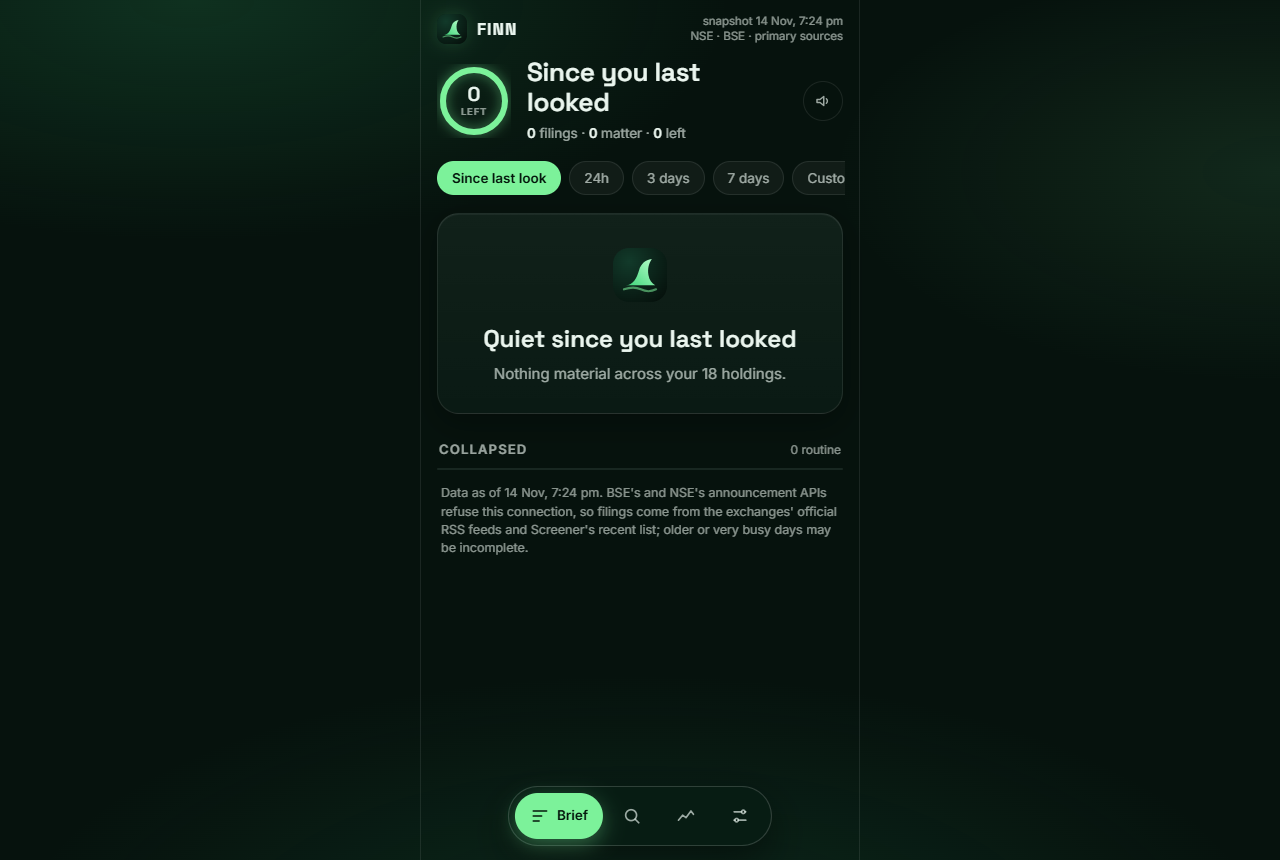 FINN
snapshot 14 Nov, 7:24 pm
NSE · BSE · primary sources
0
LEFT
Since you last
looked
0 filings · 0 matter · 0 left
Since last look
24h
3 days
7 days
Custo
Quiet since you last looked
Nothing material across your 18 holdings.
COLLAPSED
0 routine
Data as of 14 Nov, 7:24 pm. BSE's and NSE's announcement APIs
refuse this connection, so filings come from the exchanges' official
RSS feeds and Screener's recent list; older or very busy days may
be incomplete.
Brief